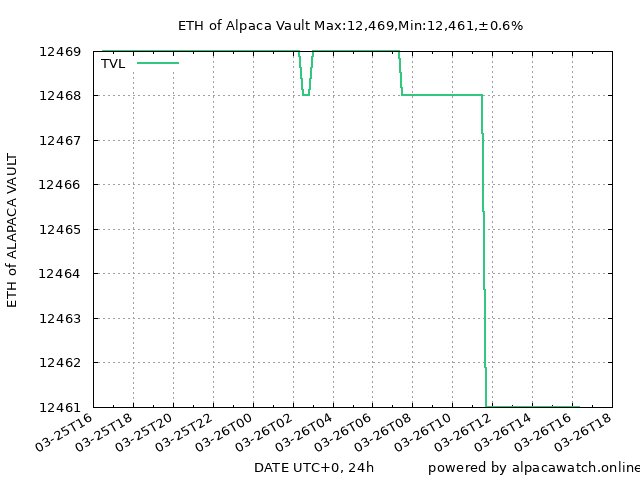 ETH of Alpaca Vault Max:12,469,Min:12,461,±0.6%
TVL
12469
12468
12467
12466
12465
12464
12463
12462
12461
ETH of ALAPACA VAULT
03-25T16
03-25T18
03-25T20
03-25T22
03-26T00
03-26T02
03-26T04
03-26T06
03-26T08
03-26T10
03-26T12
03-26T14
03-26T16
03-26T18
DATE UTC+0, 24h
powered by alpacawatch.online